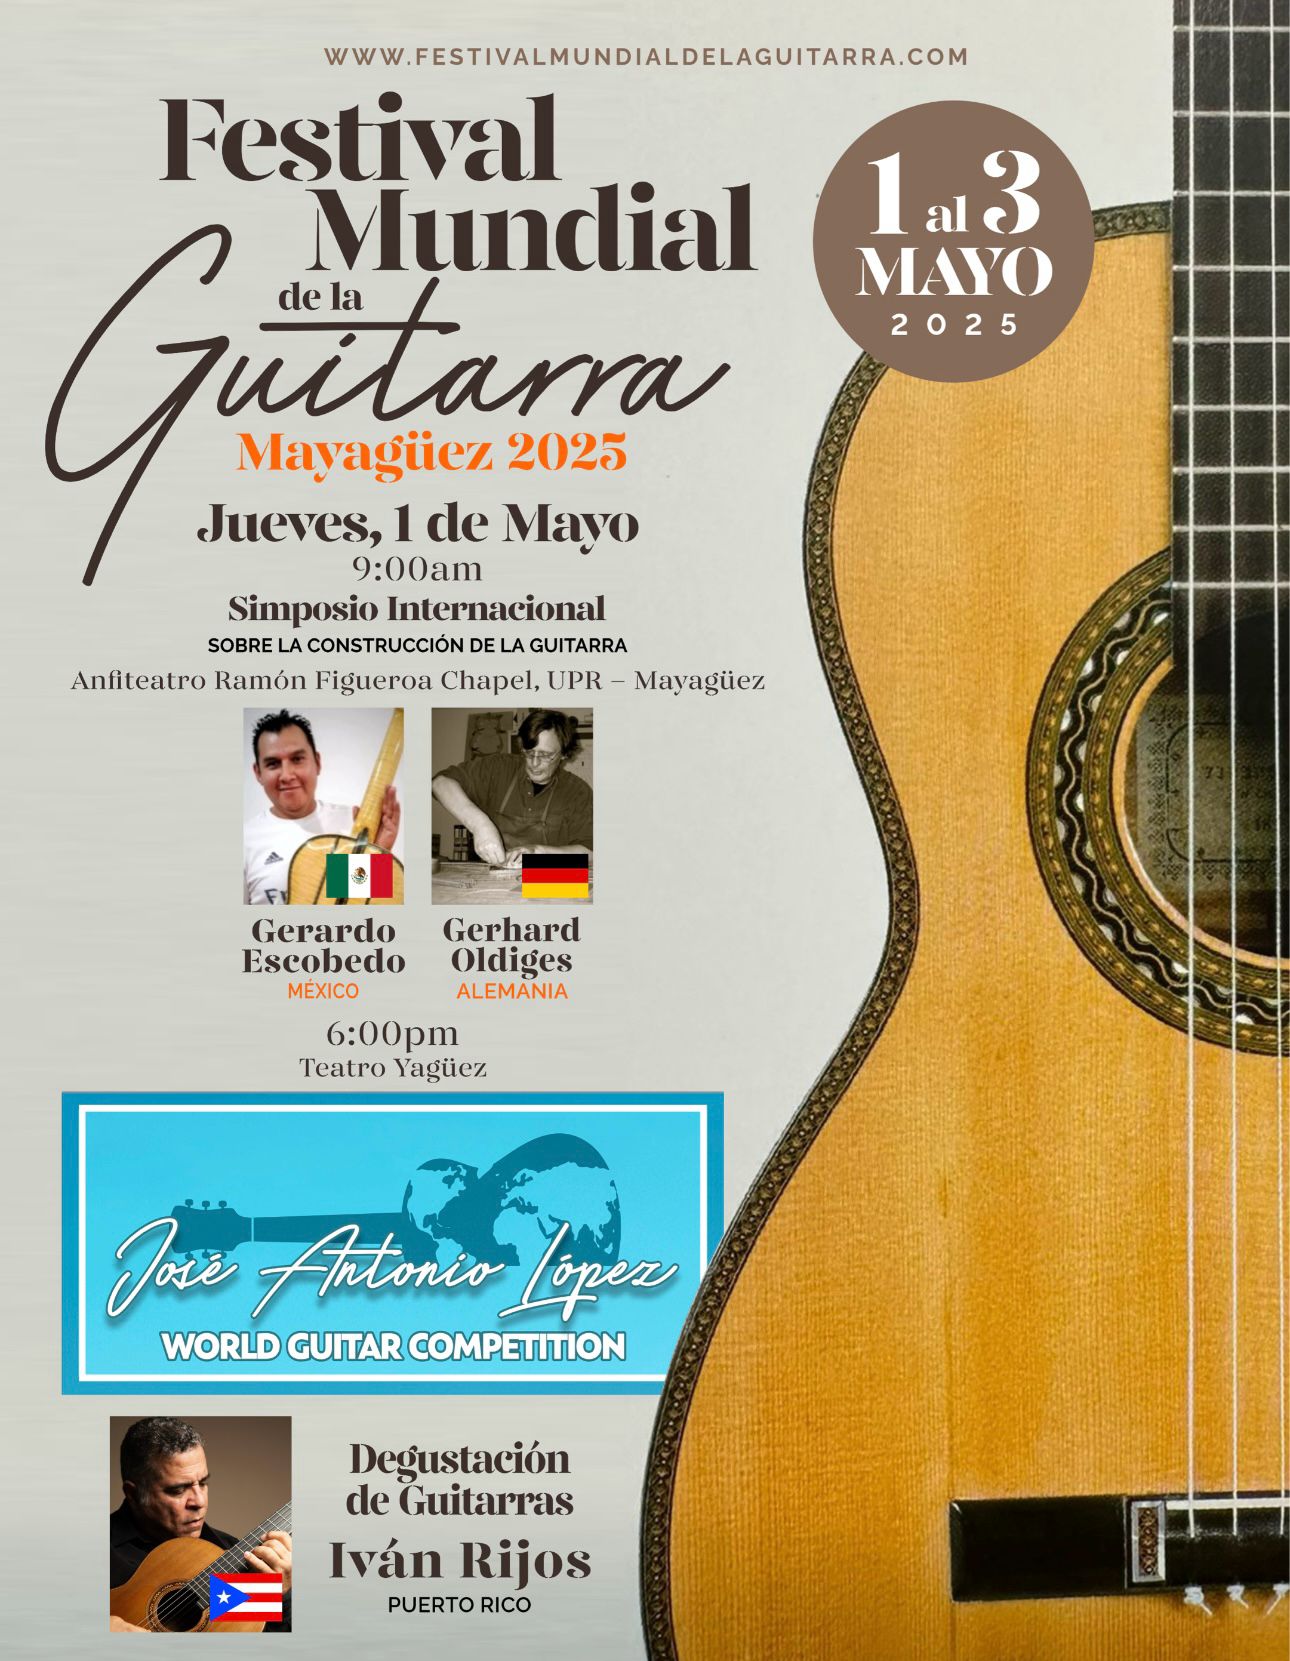 WWW.FESTIVALMUNDIALDELAGUITARRA.COM
Festival
Mundial
de la
Guitarra
Mayagüez 2025
1 al 3
MAYO
2025
Jueves, 1 de Mayo
9:00am
Simposio Internacional
SOBRE LA CONSTRUCCIÓN DE LA GUITARRA
Anfiteatro Ramón Figueroa Chapel, UPR – Mayagüez
Gerardo
Escobedo
MÉXICO
Gerhard
Oldiges
ALEMANIA
6:00pm
Teatro Yagüez
José Antonio López
WORLD GUITAR COMPETITION
Degustación
de Guitarras
Iván Rijos
PUERTO RICO